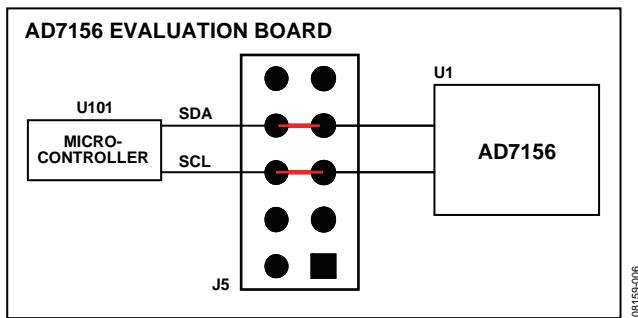 AD7156 EVALUATION BOARD
U101
MICRO-
CONTROLLER
SDA
SCL
J5
U1
AD7156
08159-006